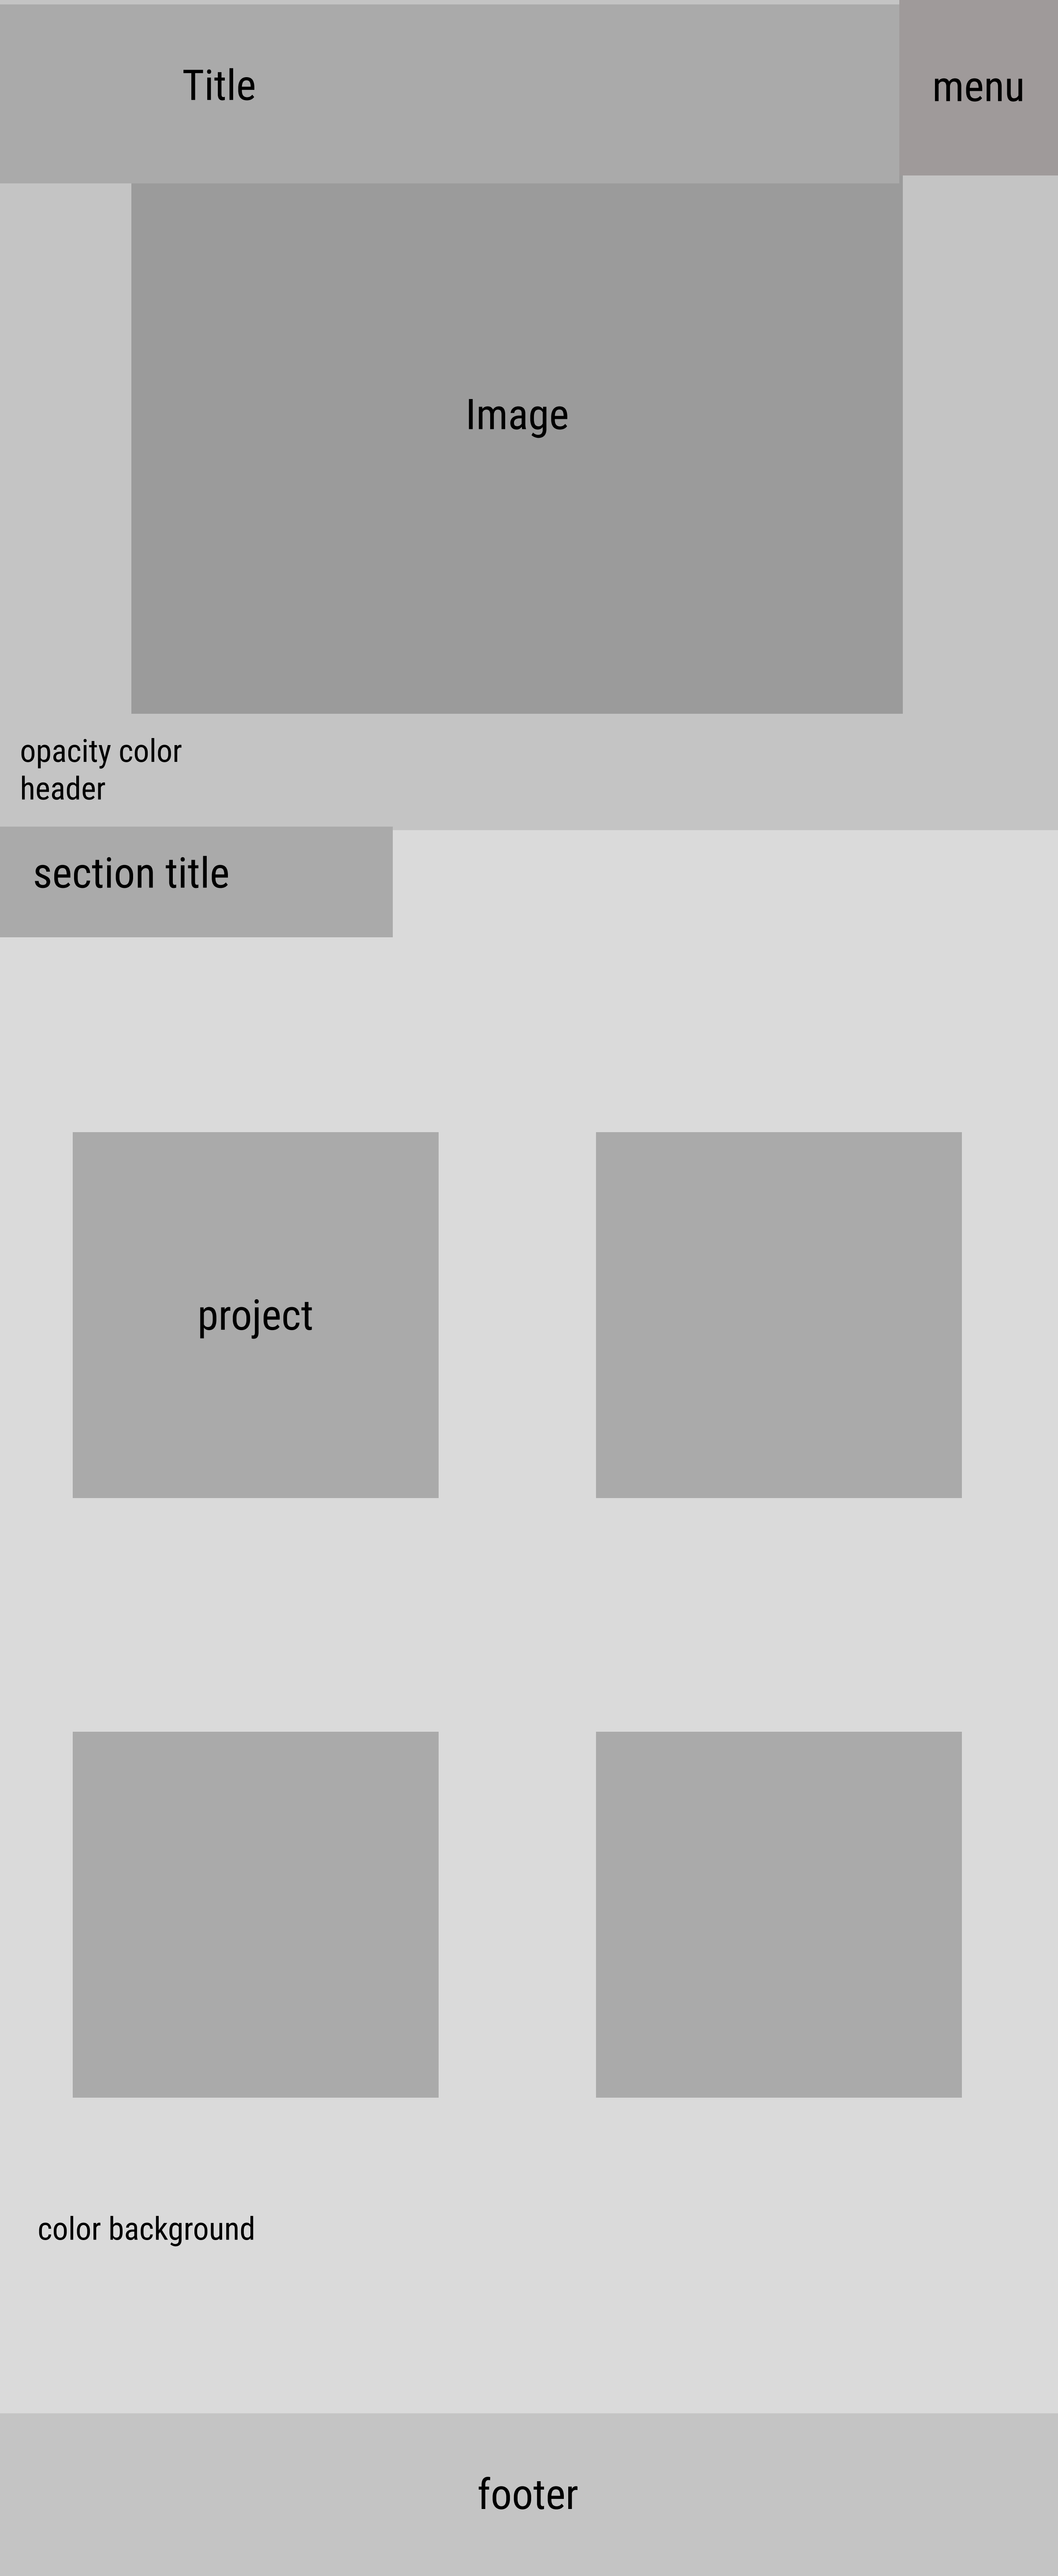 Title
menu
Image
opacity color
header
section title
project
color background
footer